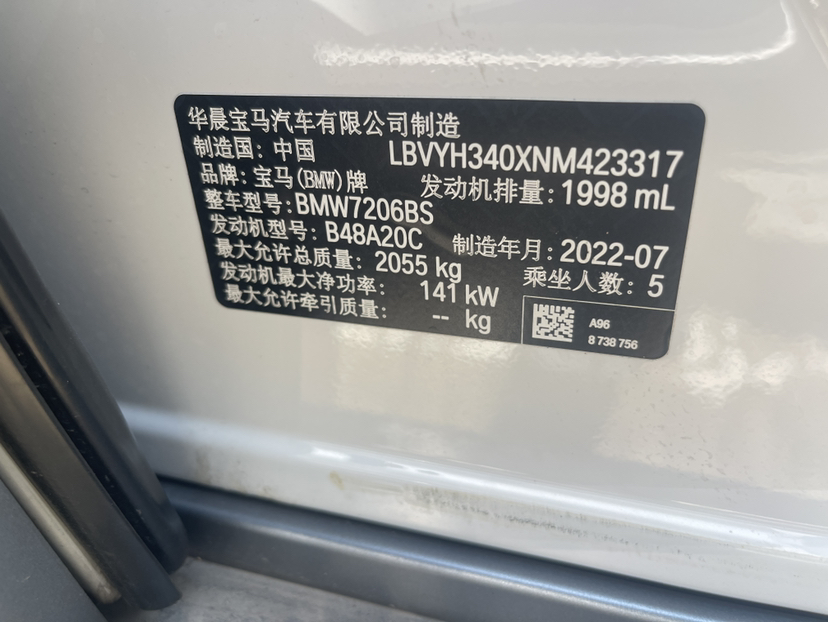 华晨宝马汽车有限公司制造
制造国: 中国 LBVYH340XNM423317
品牌: 宝马(BMW)牌 发动机排量: 1998 mL
整车型号: BMW7206BS
发动机型号: B48A20C 制造年月: 2022-07
最大允许总质量: 2055 kg 乘坐人数: 5
发动机最大净功率: 141 kW
最大允许牵引质量: -- kg
A96
8 738 756